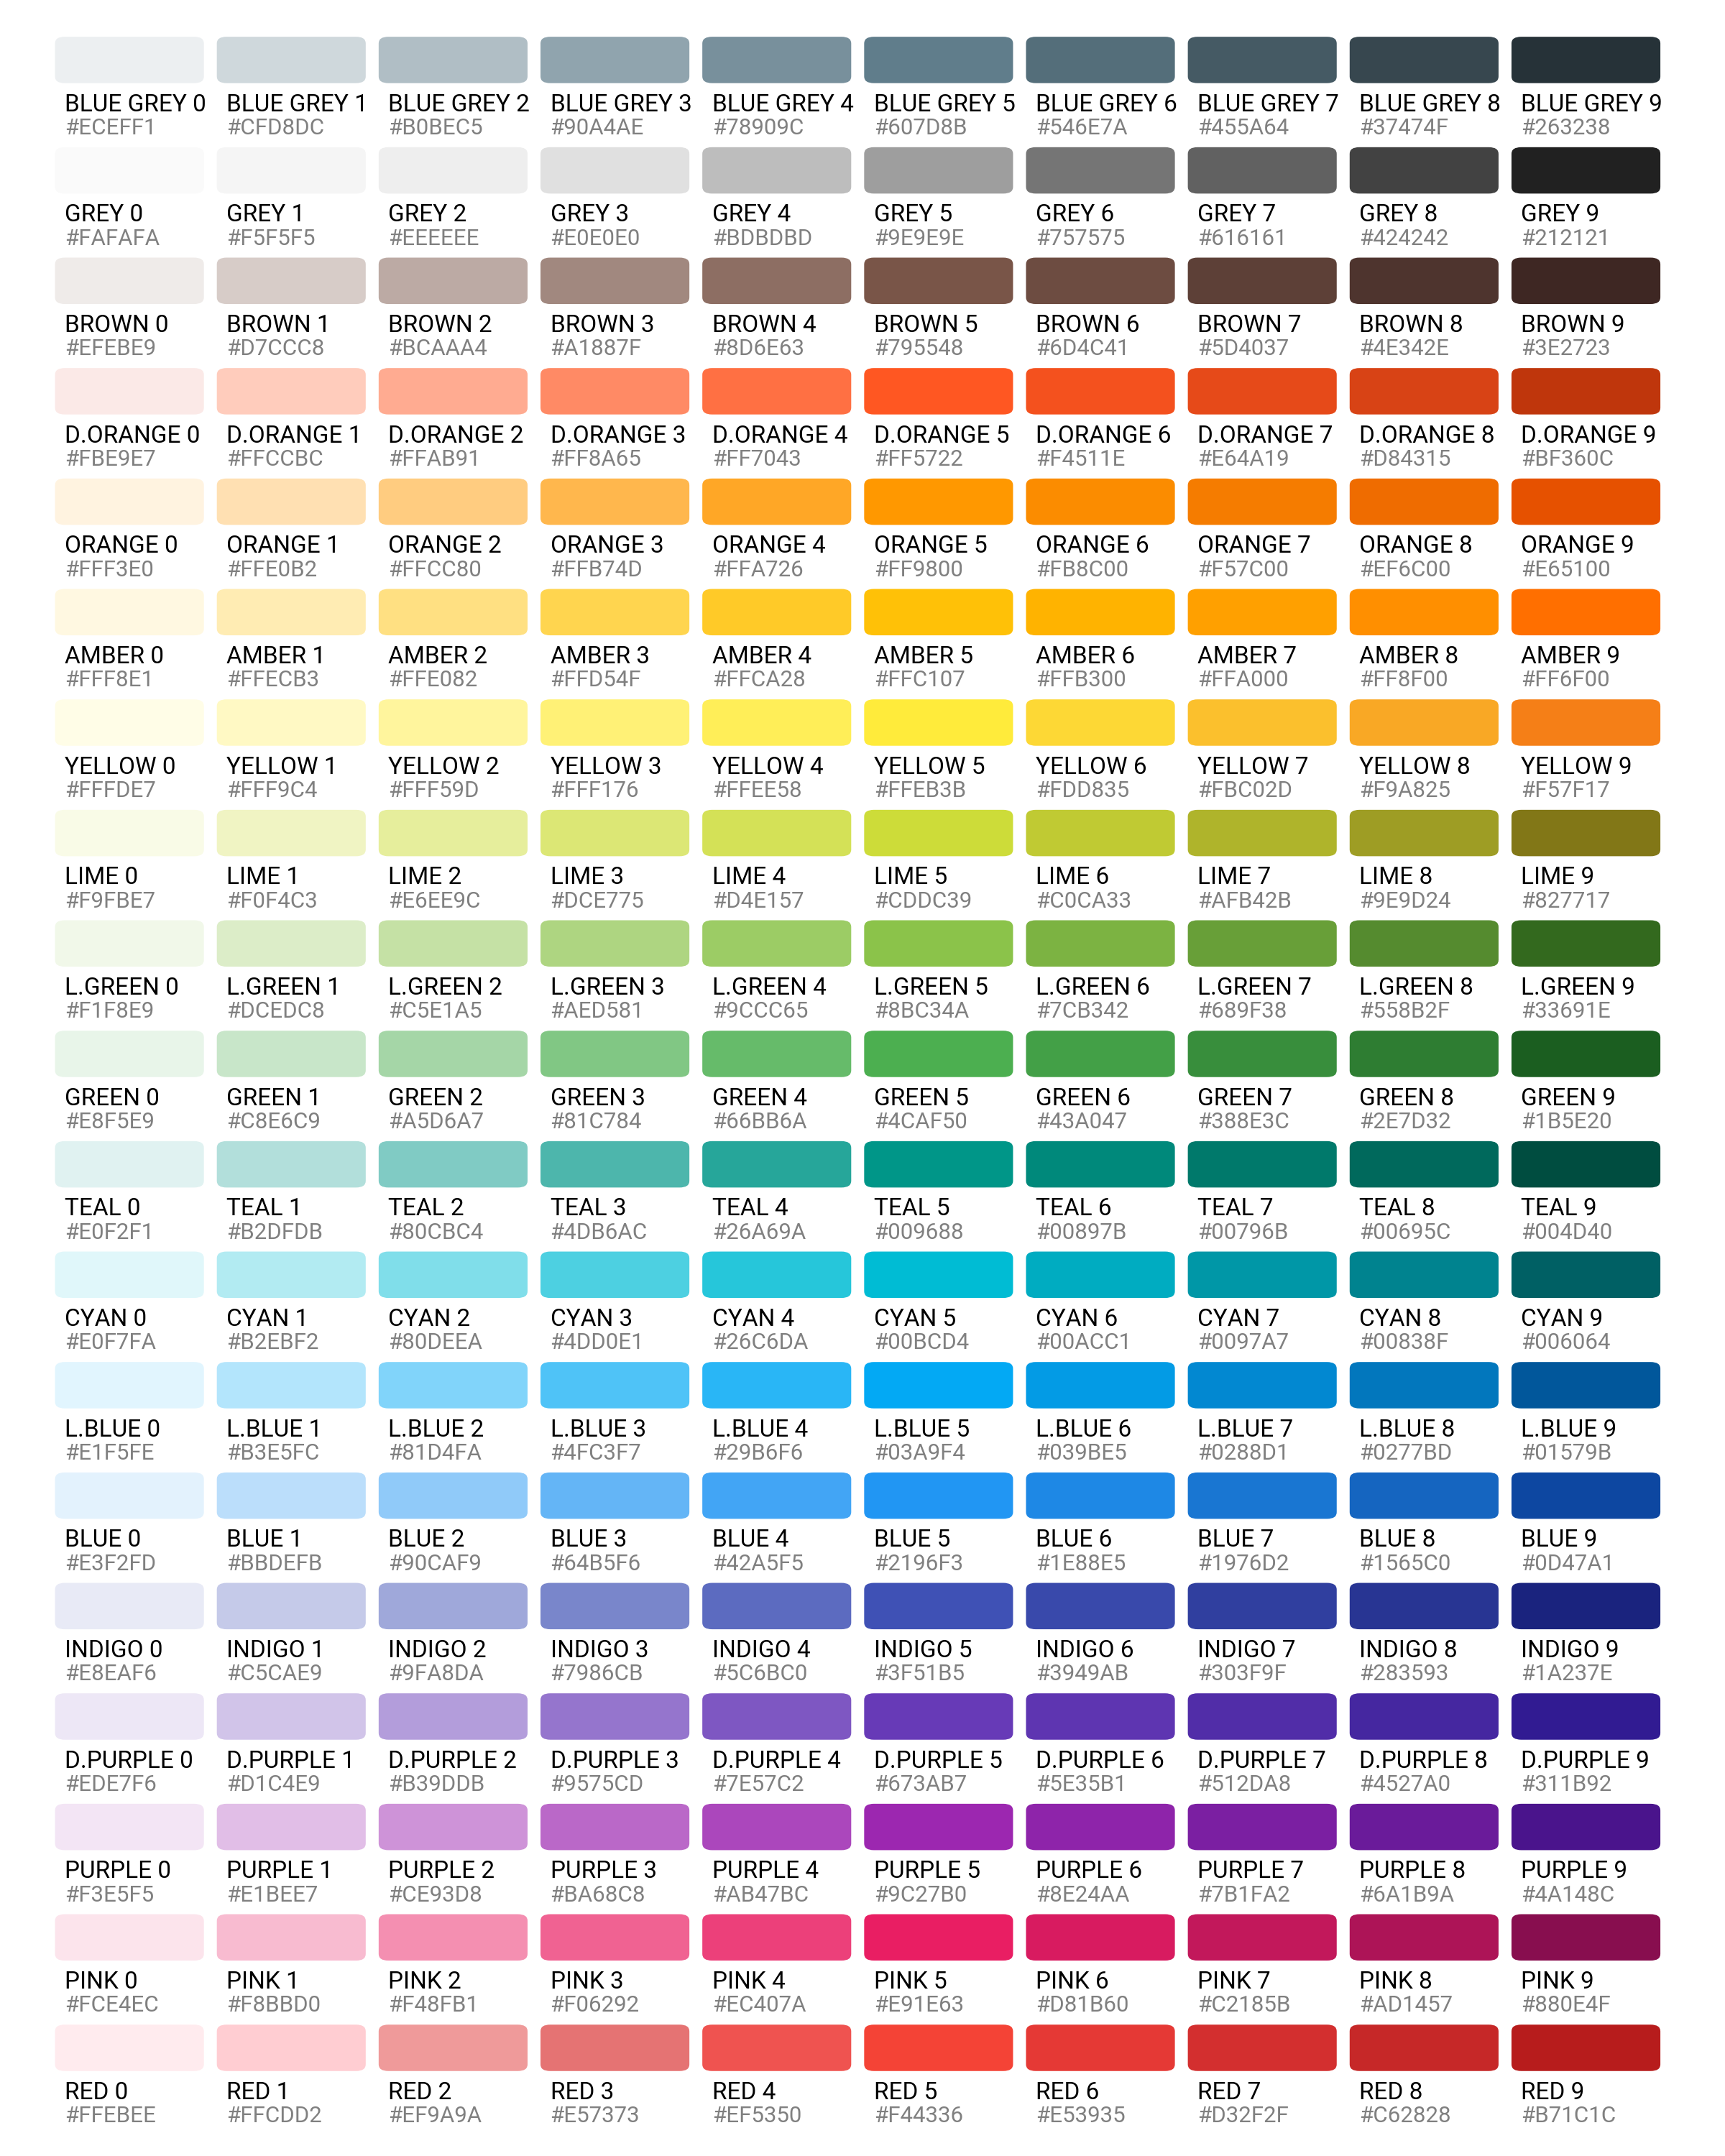 BLUE GREY 0 BLUE GREY 1 BLUE GREY 2 BLUE GREY 3 BLUE GREY 4 BLUE GREY 5 BLUE GREY 6 BLUE GREY 7 BLUE GREY 8 BLUE GREY 9
#ECEFF1 #CFD8DC #B0BEC5 #90A4AE #78909C #607D8B #546E7A #455A64 #37474F #263238
GREY 0 GREY 1 GREY 2 GREY 3 GREY 4 GREY 5 GREY 6 GREY 7 GREY 8 GREY 9
#FAFAFA #F5F5F5 #EEEEEE #E0E0E0 #BDBDBD #9E9E9E #757575 #616161 #424242 #212121
BROWN 0 BROWN 1 BROWN 2 BROWN 3 BROWN 4 BROWN 5 BROWN 6 BROWN 7 BROWN 8 BROWN 9
#EFEBE9 #D7CCC8 #BCAAA4 #A1887F #8D6E63 #795548 #6D4C41 #5D4037 #4E342E #3E2723
D.ORANGE 0 D.ORANGE 1 D.ORANGE 2 D.ORANGE 3 D.ORANGE 4 D.ORANGE 5 D.ORANGE 6 D.ORANGE 7 D.ORANGE 8 D.ORANGE 9
#FBE9E7 #FFCCBC #FFAB91 #FF8A65 #FF7043 #FF5722 #F4511E #E64A19 #D84315 #BF360C
ORANGE 0 ORANGE 1 ORANGE 2 ORANGE 3 ORANGE 4 ORANGE 5 ORANGE 6 ORANGE 7 ORANGE 8 ORANGE 9
#FFF3E0 #FFE0B2 #FFCC80 #FFB74D #FFA726 #FF9800 #FB8C00 #F57C00 #EF6C00 #E65100
AMBER 0 AMBER 1 AMBER 2 AMBER 3 AMBER 4 AMBER 5 AMBER 6 AMBER 7 AMBER 8 AMBER 9
#FFF8E1 #FFECB3 #FFE082 #FFD54F #FFCA28 #FFC107 #FFB300 #FFA000 #FF8F00 #FF6F00
YELLOW 0 YELLOW 1 YELLOW 2 YELLOW 3 YELLOW 4 YELLOW 5 YELLOW 6 YELLOW 7 YELLOW 8 YELLOW 9
#FFFDE7 #FFF9C4 #FFF59D #FFF176 #FFEE58 #FFEB3B #FDD835 #FBC02D #F9A825 #F57F17
LIME 0 LIME 1 LIME 2 LIME 3 LIME 4 LIME 5 LIME 6 LIME 7 LIME 8 LIME 9
#F9FBE7 #F0F4C3 #E6EE9C #DCE775 #D4E157 #CDDC39 #C0CA33 #AFB42B #9E9D24 #827717
L.GREEN 0 L.GREEN 1 L.GREEN 2 L.GREEN 3 L.GREEN 4 L.GREEN 5 L.GREEN 6 L.GREEN 7 L.GREEN 8 L.GREEN 9
#F1F8E9 #DCEDC8 #C5E1A5 #AED581 #9CCC65 #8BC34A #7CB342 #689F38 #558B2F #33691E
GREEN 0 GREEN 1 GREEN 2 GREEN 3 GREEN 4 GREEN 5 GREEN 6 GREEN 7 GREEN 8 GREEN 9
#E8F5E9 #C8E6C9 #A5D6A7 #81C784 #66BB6A #4CAF50 #43A047 #388E3C #2E7D32 #1B5E20
TEAL 0 TEAL 1 TEAL 2 TEAL 3 TEAL 4 TEAL 5 TEAL 6 TEAL 7 TEAL 8 TEAL 9
#E0F2F1 #B2DFDB #80CBC4 #4DB6AC #26A69A #009688 #00897B #00796B #00695C #004D40
CYAN 0 CYAN 1 CYAN 2 CYAN 3 CYAN 4 CYAN 5 CYAN 6 CYAN 7 CYAN 8 CYAN 9
#E0F7FA #B2EBF2 #80DEEA #4DD0E1 #26C6DA #00BCD4 #00ACC1 #0097A7 #00838F #006064
L.BLUE 0 L.BLUE 1 L.BLUE 2 L.BLUE 3 L.BLUE 4 L.BLUE 5 L.BLUE 6 L.BLUE 7 L.BLUE 8 L.BLUE 9
#E1F5FE #B3E5FC #81D4FA #4FC3F7 #29B6F6 #03A9F4 #039BE5 #0288D1 #0277BD #01579B
BLUE 0 BLUE 1 BLUE 2 BLUE 3 BLUE 4 BLUE 5 BLUE 6 BLUE 7 BLUE 8 BLUE 9
#E3F2FD #BBDEFB #90CAF9 #64B5F6 #42A5F5 #2196F3 #1E88E5 #1976D2 #1565C0 #0D47A1
INDIGO 0 INDIGO 1 INDIGO 2 INDIGO 3 INDIGO 4 INDIGO 5 INDIGO 6 INDIGO 7 INDIGO 8 INDIGO 9
#E8EAF6 #C5CAE9 #9FA8DA #7986CB #5C6BC0 #3F51B5 #3949AB #303F9F #283593 #1A237E
D.PURPLE 0 D.PURPLE 1 D.PURPLE 2 D.PURPLE 3 D.PURPLE 4 D.PURPLE 5 D.PURPLE 6 D.PURPLE 7 D.PURPLE 8 D.PURPLE 9
#EDE7F6 #D1C4E9 #B39DDB #9575CD #7E57C2 #673AB7 #5E35B1 #512DA8 #4527A0 #311B92
PURPLE 0 PURPLE 1 PURPLE 2 PURPLE 3 PURPLE 4 PURPLE 5 PURPLE 6 PURPLE 7 PURPLE 8 PURPLE 9
#F3E5F5 #E1BEE7 #CE93D8 #BA68C8 #AB47BC #9C27B0 #8E24AA #7B1FA2 #6A1B9A #4A148C
PINK 0 PINK 1 PINK 2 PINK 3 PINK 4 PINK 5 PINK 6 PINK 7 PINK 8 PINK 9
#FCE4EC #F8BBD0 #F48FB1 #F06292 #EC407A #E91E63 #D81B60 #C2185B #AD1457 #880E4F
RED 0 RED 1 RED 2 RED 3 RED 4 RED 5 RED 6 RED 7 RED 8 RED 9
#FFEBEE #FFCDD2 #EF9A9A #E57373 #EF5350 #F44336 #E53935 #D32F2F #C62828 #B71C1C